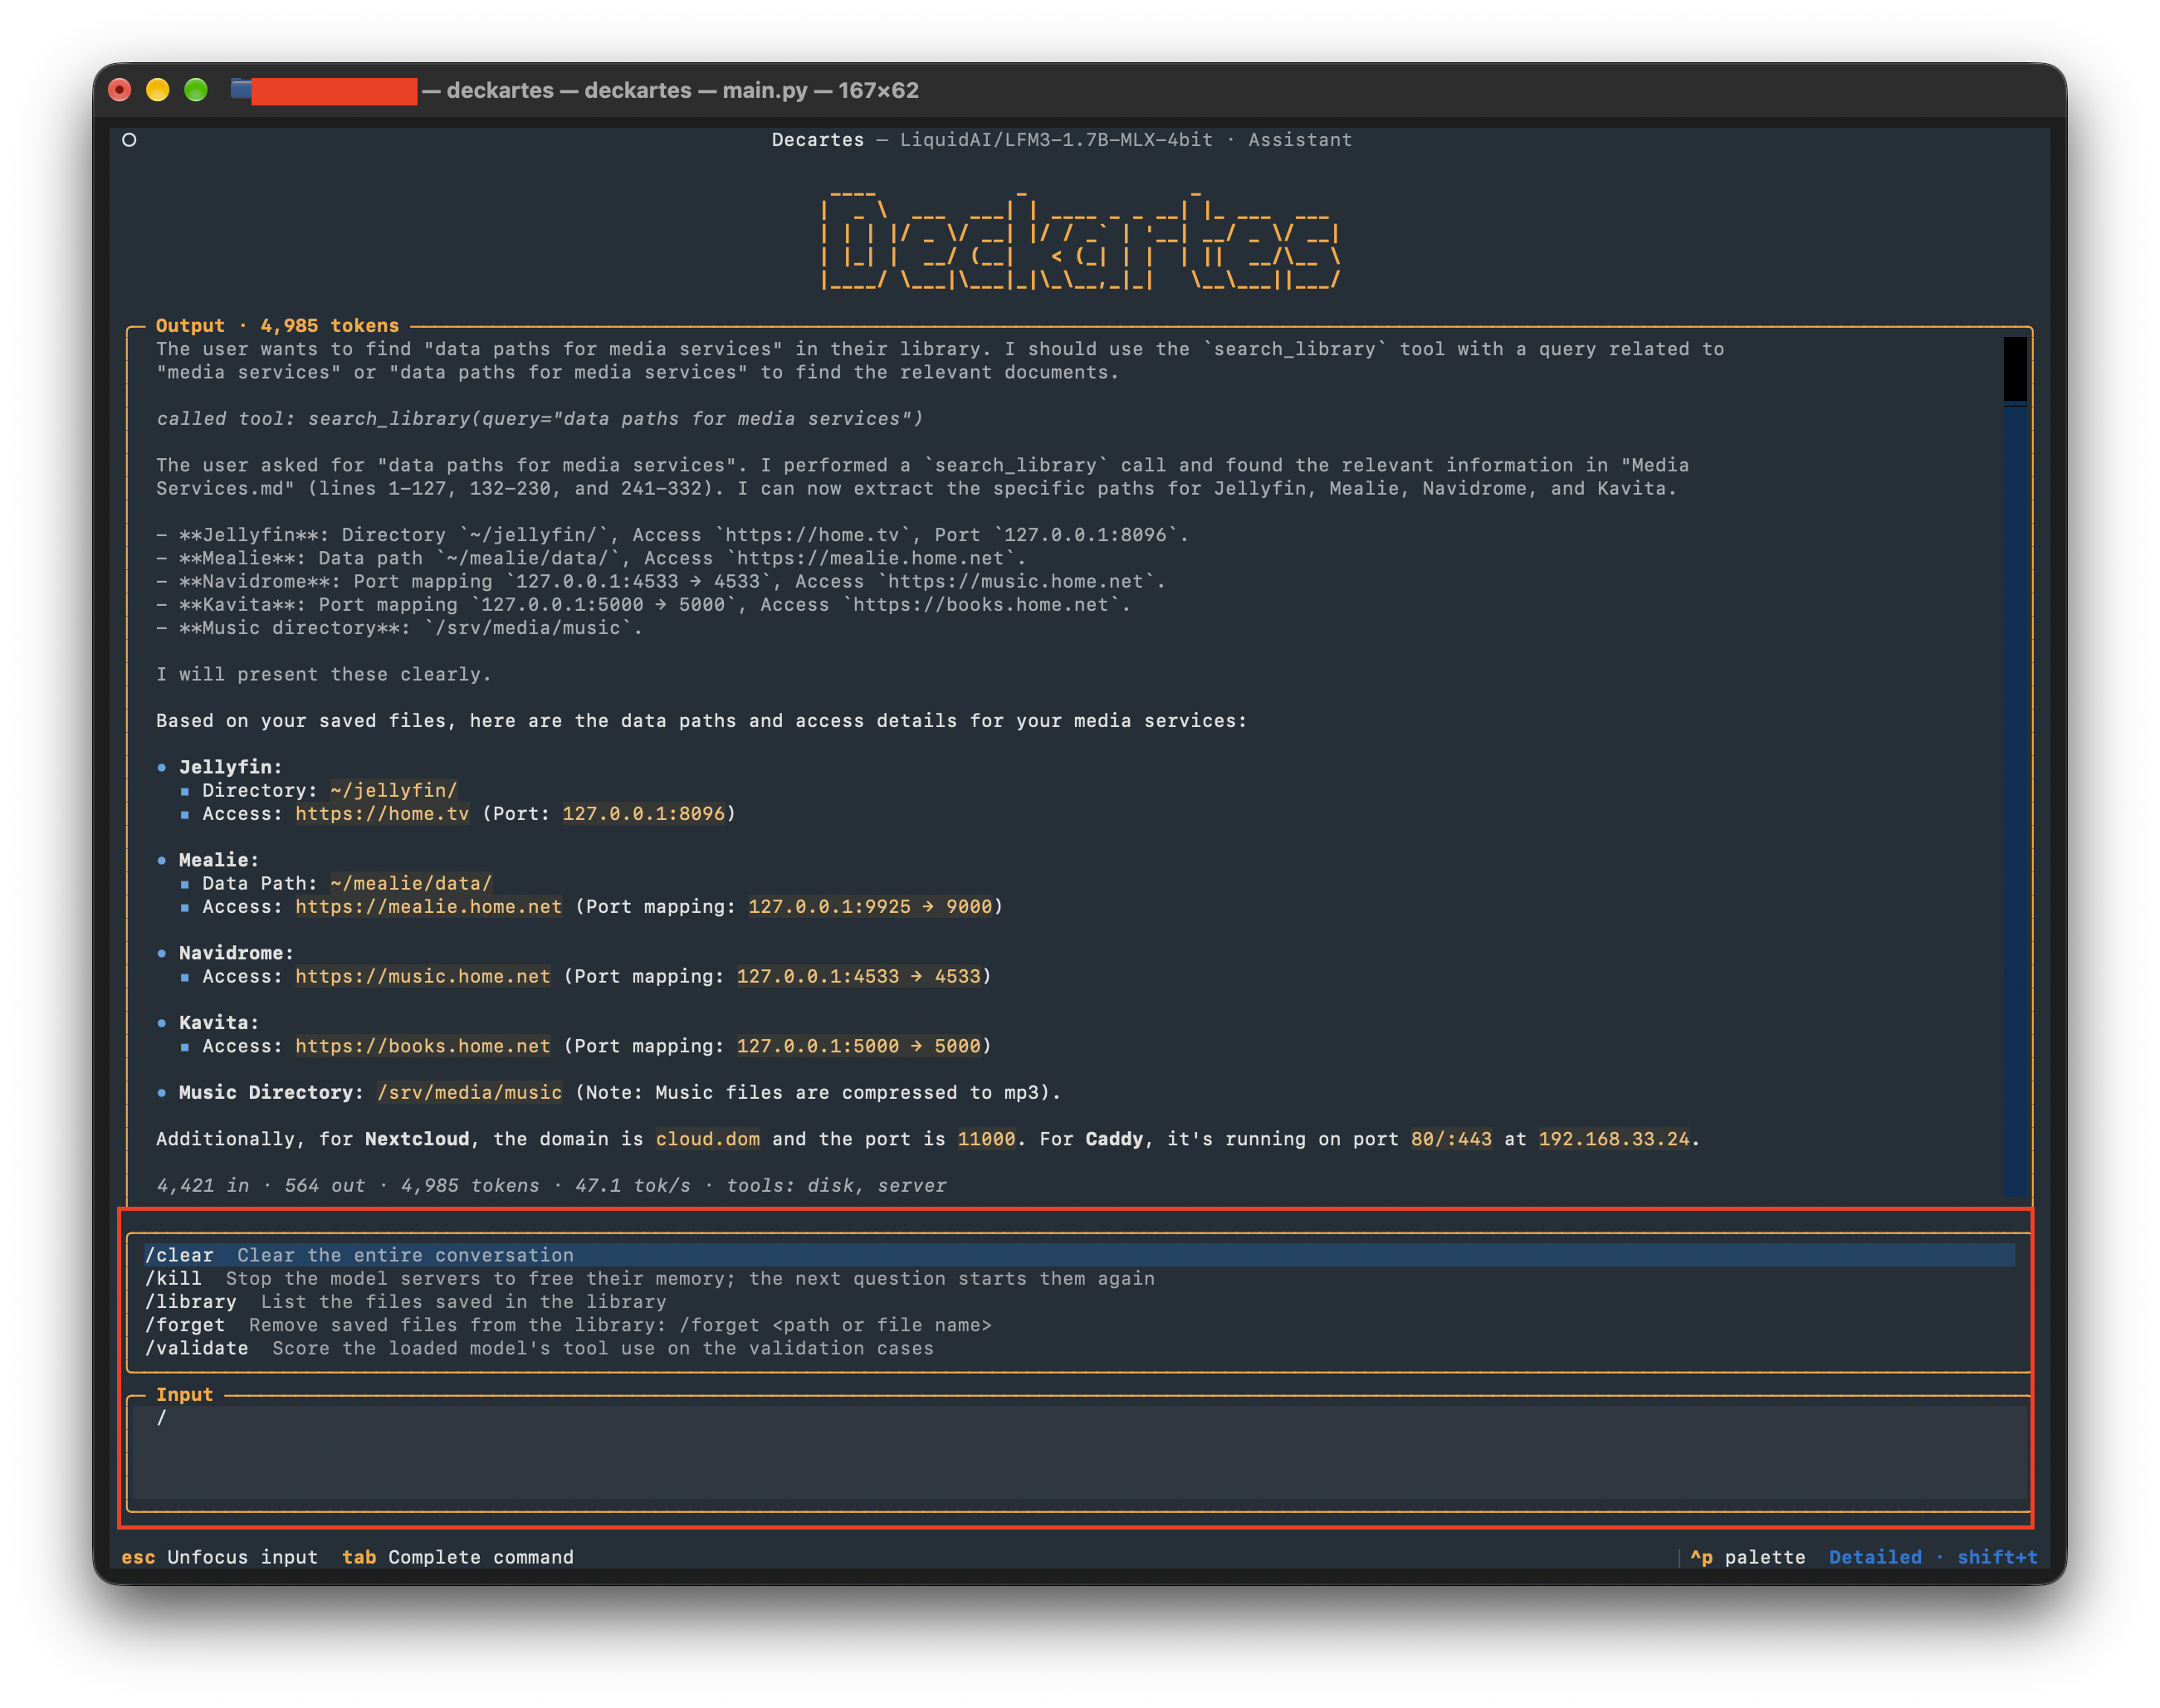 — deckartes — deckartes — main.py — 167×62
Decartes — LiquidAI/LFM3-1.7B-MLX-4bit · Assistant
Deckartes
Output · 4,985 tokens
The user wants to find "data paths for media services" in their library. I should use the `search_library` tool with a query related to
"media services" or "data paths for media services" to find the relevant documents.
called tool: search_library(query="data paths for media services")
The user asked for "data paths for media services". I performed a `search_library` call and found the relevant information in "Media
Services.md" (lines 1–127, 132–230, and 241–332). I can now extract the specific paths for Jellyfin, Mealie, Navidrome, and Kavita.
- **Jellyfin**: Directory `~/jellyfin/`, Access `https://home.tv`, Port `127.0.0.1:8096`.
- **Mealie**: Data path `~/mealie/data/`, Access `https://mealie.home.net`.
- **Navidrome**: Port mapping `127.0.0.1:4533 → 4533`, Access `https://music.home.net`.
- **Kavita**: Port mapping `127.0.0.1:5000 → 5000`, Access `https://books.home.net`.
- **Music directory**: `/srv/media/music`.
I will present these clearly.
Based on your saved files, here are the data paths and access details for your media services:
• Jellyfin:
▪ Directory: ~/jellyfin/
▪ Access: https://home.tv (Port: 127.0.0.1:8096)
• Mealie:
▪ Data Path: ~/mealie/data/
▪ Access: https://mealie.home.net (Port mapping: 127.0.0.1:9925 → 9000)
• Navidrome:
▪ Access: https://music.home.net (Port mapping: 127.0.0.1:4533 → 4533)
• Kavita:
▪ Access: https://books.home.net (Port mapping: 127.0.0.1:5000 → 5000)
• Music Directory: /srv/media/music (Note: Music files are compressed to mp3).
Additionally, for Nextcloud, the domain is cloud.dom and the port is 11000. For Caddy, it's running on port 80/:443 at 192.168.33.24.
4,421 in · 564 out · 4,985 tokens · 47.1 tok/s · tools: disk, server
/clear  Clear the entire conversation
/kill  Stop the model servers to free their memory; the next question starts them again
/library  List the files saved in the library
/forget  Remove saved files from the library: /forget <path or file name>
/validate  Score the loaded model's tool use on the validation cases
Input
/
esc Unfocus input  tab Complete command
^p palette  Detailed · shift+t